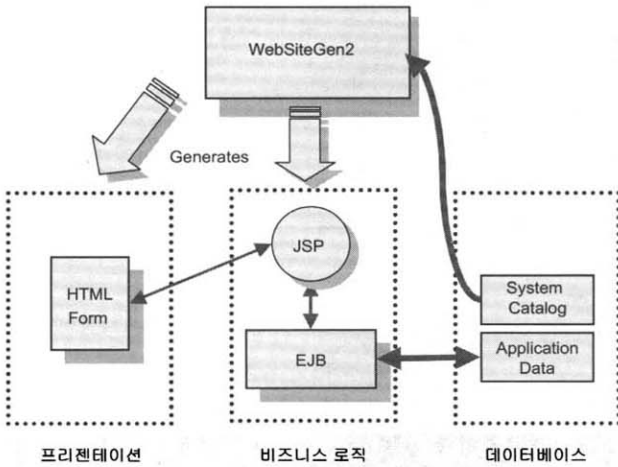 WebSiteGen2
Generates
HTML
Form
JSP
EJB
System
Catalog
Application
Data
프리젠테이션
비즈니스 로직
데이터베이스